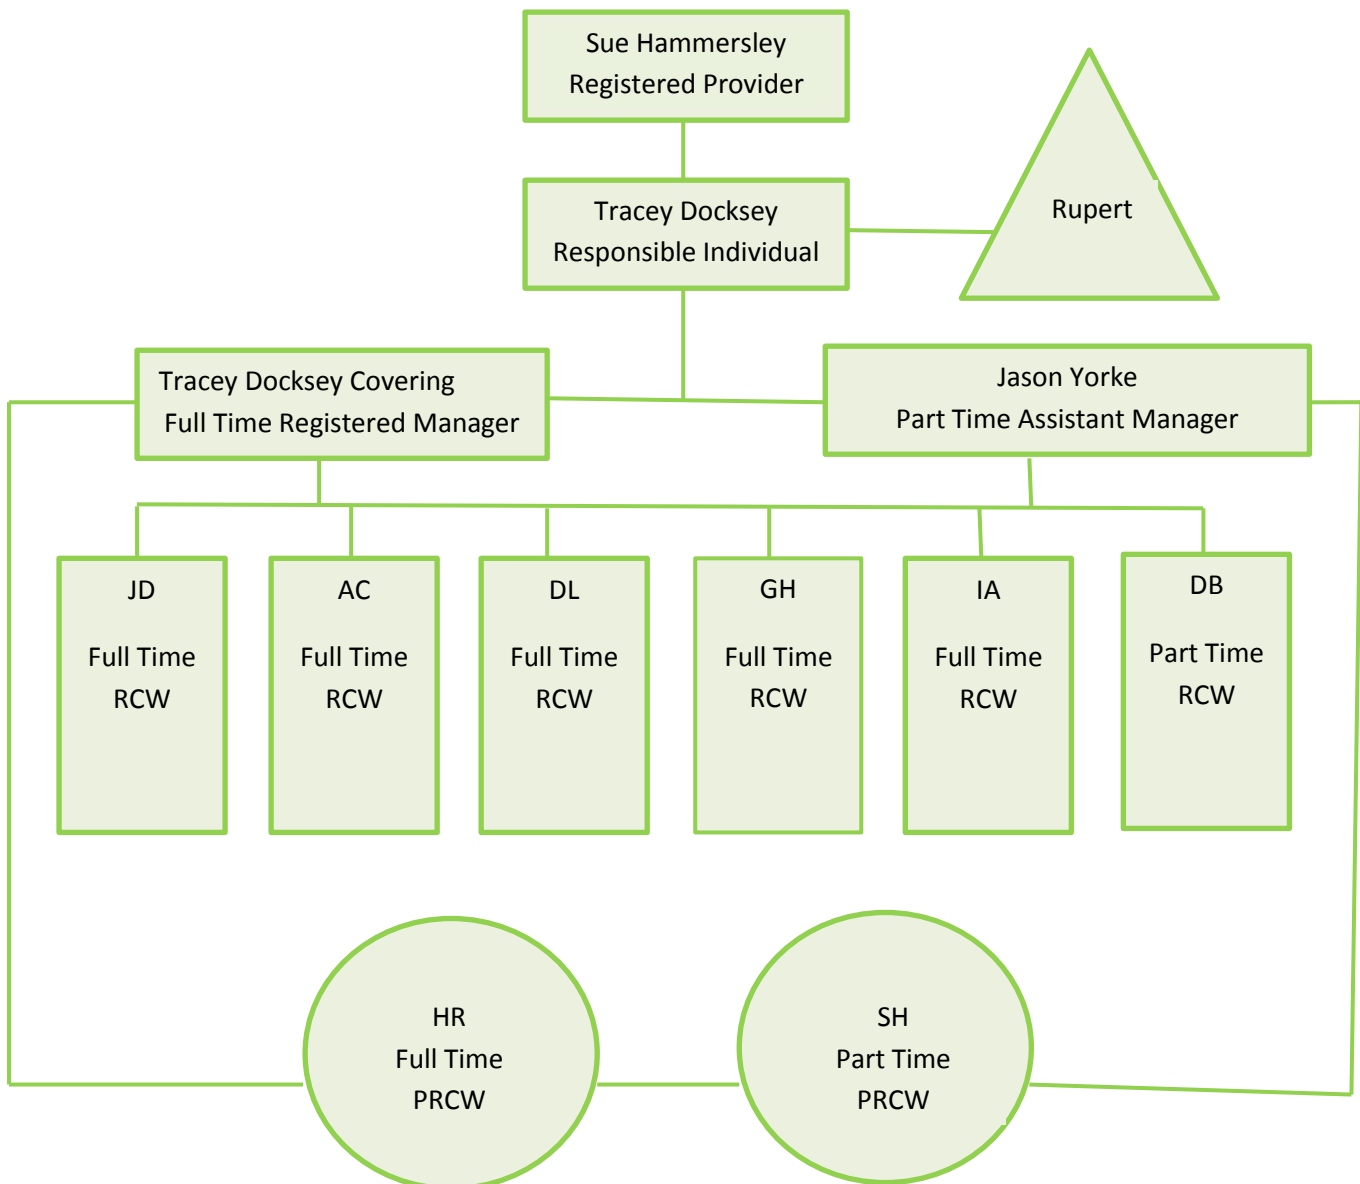 Sue Hammersley
Registered Provider
Tracey Docksey
Responsible Individual
Rupert
Tracey Docksey Covering
Full Time Registered Manager
Jason Yorke
Part Time Assistant Manager
JD
Full Time
RCW
AC
Full Time
RCW
DL
Full Time
RCW
GH
Full Time
RCW
IA
Full Time
RCW
DB
Part Time
RCW
HR
Full Time
PRCW
SH
Part Time
PRCW